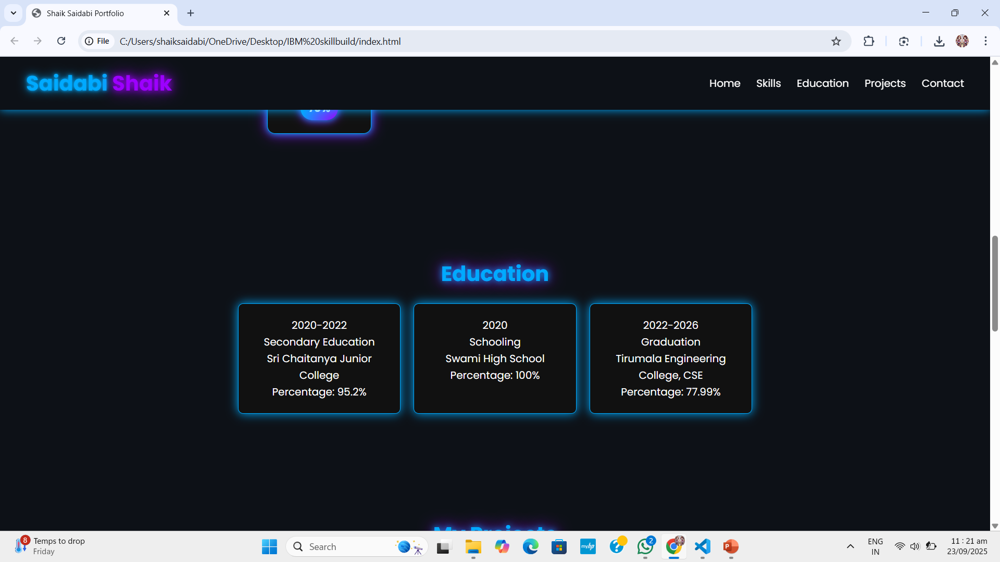 Shaik Saidabi Portfolio
File
C:/Users/shaiksaidabi/OneDrive/Desktop/IBM%20skillbuild/index.html
Saidabi Shaik
Home Skills Education Projects Contact
Education
2020-2022
Secondary Education
Sri Chaitanya Junior
College
Percentage: 95.2%
2020
Schooling
Swami High School
Percentage: 100%
2022-2026
Graduation
Tirumala Engineering
College, CSE
Percentage: 77.99%
My Projects
8
Temps to drop
Friday
Search
myhp
2
ENG
IN
11 : 21 am
23/09/2025